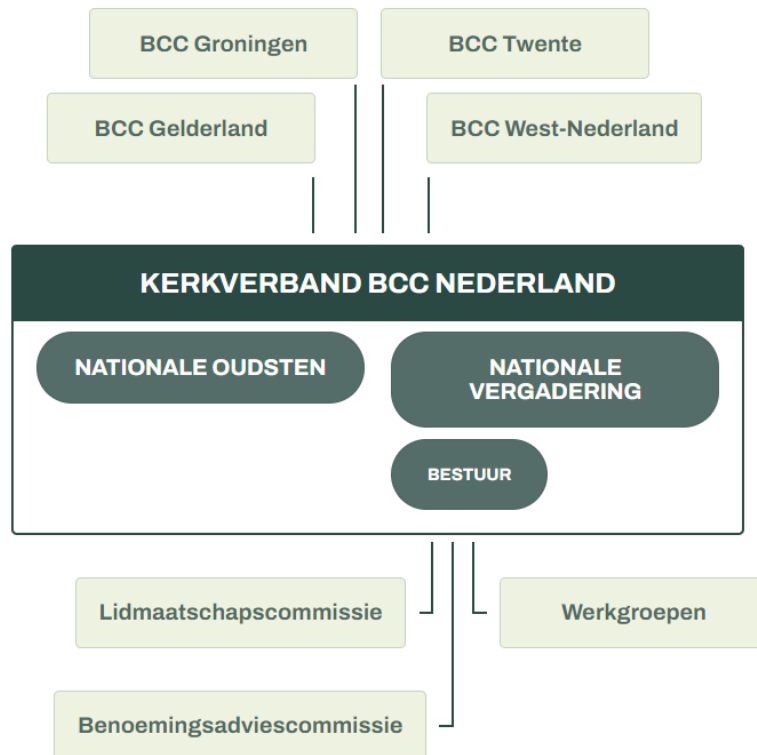 BCC Groningen
BCC Twente
BCC Gelderland
BCC West-Nederland
KERKVERBAND BCC NEDERLAND
NATIONALE OUDSTEN
NATIONALE
VERGADERING
BESTUUR
Lidmaatschapscommissie
Werkgroepen
Benoemingsadviescommissie